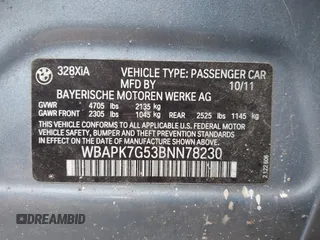 BMW
328XiA VEHICLE TYPE: PASSENGER CAR
MFD BY 10/11
BAYERISCHE MOTOREN WERKE AG
GVWR 4705 lbs 2135 kg
GAWR FRONT 2305 lbs 1045 kg REAR 2525 lbs 1145 kg
THIS VEHICLE CONFORMS TO ALL APPLICABLE FEDERAL MOTOR
VEHICLE SAFETY, BUMPER, AND THEFT PREVENTION STANDARDS
IN EFFECT ON THE DATE OF MANUFACTURE SHOWN ABOVE.
WBAPK7G53BNN78230
DREAMBID